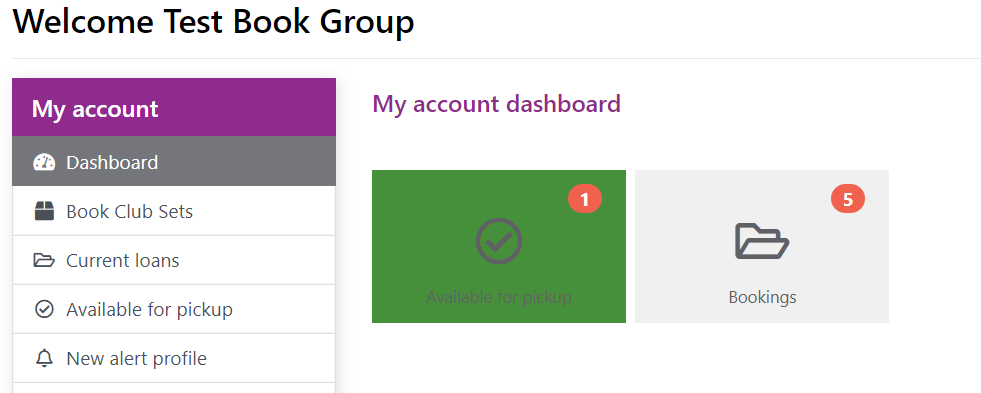 Welcome Test Book Group
My account
Dashboard
Book Club Sets
Current loans
Available for pickup
New alert profile
My account dashboard
1
Available for pickup
5
Bookings